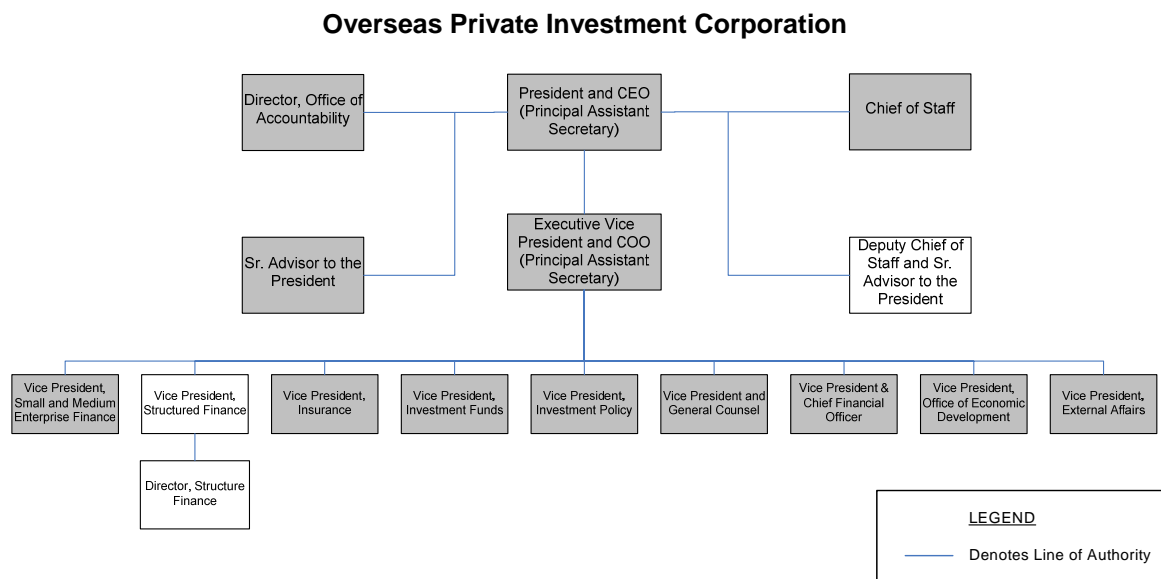 Overseas Private Investment Corporation
Director, Office of
Accountability
President and CEO
(Principal Assistant
Secretary)
Chief of Staff
Sr. Advisor to the
President
Executive Vice
President and COO
(Principal Assistant
Secretary)
Deputy Chief of
Staff and Sr.
Advisor to the
President
Vice President,
Small and Medium
Enterprise Finance
Vice President,
Structured Finance
Vice President,
Insurance
Vice President,
Investment Funds
Vice President,
Investment Policy
Vice President and
General Counsel
Vice President &
Chief Financial
Officer
Vice President,
Office of Economic
Development
Vice President,
External Affairs
Director, Structure
Finance
LEGEND
Denotes Line of Authority